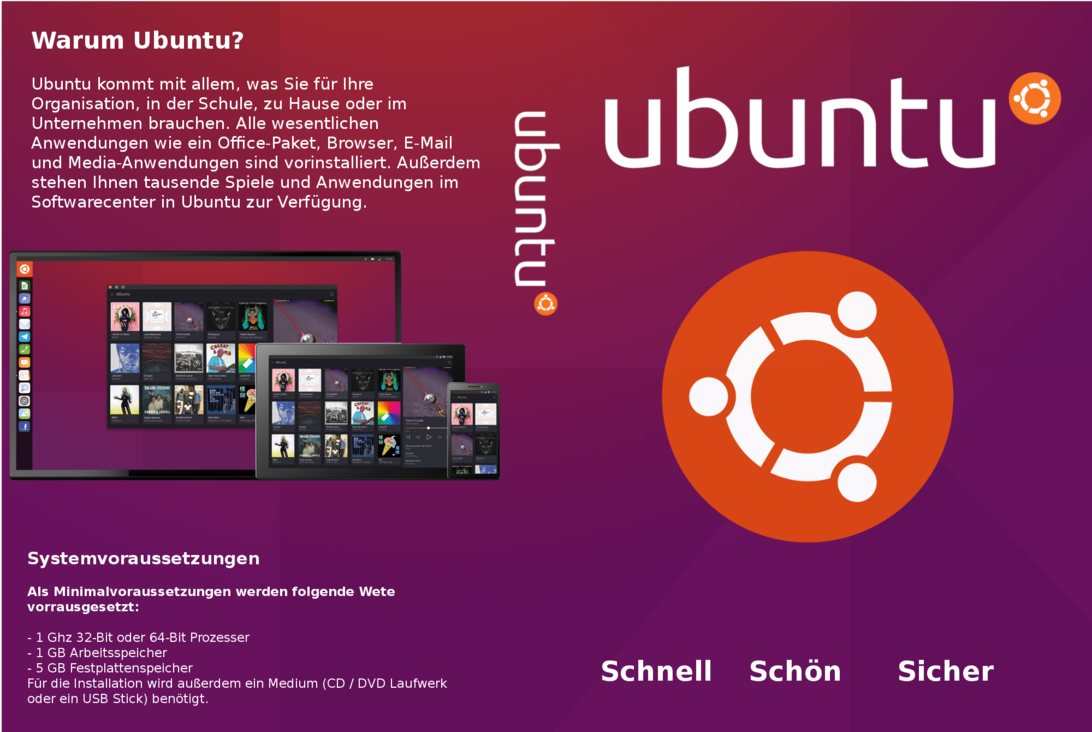 Warum Ubuntu?
Ubuntu kommt mit allem, was Sie für Ihre
Organisation, in der Schule, zu Hause oder im
Unternehmen brauchen. Alle wesentlichen
Anwendungen wie ein Office-Paket, Browser, E-Mail
und Media-Anwendungen sind vorinstalliert. Außerdem
stehen Ihnen tausende Spiele und Anwendungen im
Softwarecenter in Ubuntu zur Verfügung.
Albums
Systemvoraussetzungen
Als Minimalvoraussetzungen werden folgende Wete
vorrausgesetzt:
- 1 Ghz 32-Bit oder 64-Bit Prozesser
- 1 GB Arbeitsspeicher
- 5 GB Festplattenspeicher
Für die Installation wird außerdem ein Medium (CD / DVD Laufwerk
oder ein USB Stick) benötigt.
ubuntu
ubuntu
Schnell Schön Sicher